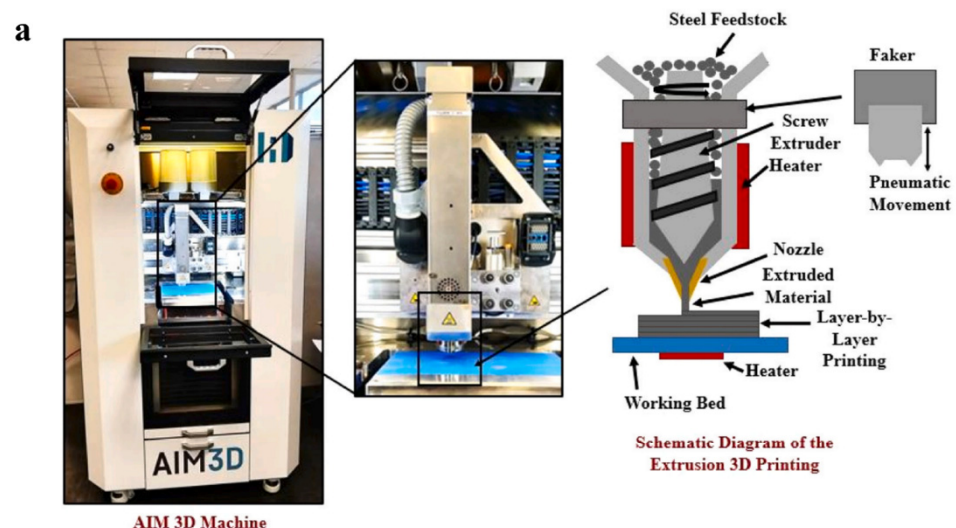 a
Steel Feedstock
Faker
Screw
Extruder
Heater
Pneumatic
Movement
Nozzle
Extruded
Material
Layer-by-
Layer
Printing
Heater
Working Bed
Schematic Diagram of the
Extrusion 3D Printing
AIM3D
AIM 3D Machine